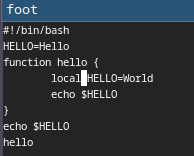 foot
#!/bin/bash
HELLO=Hello
function hello {
        local HELLO=World
        echo $HELLO
}
echo $HELLO
hello